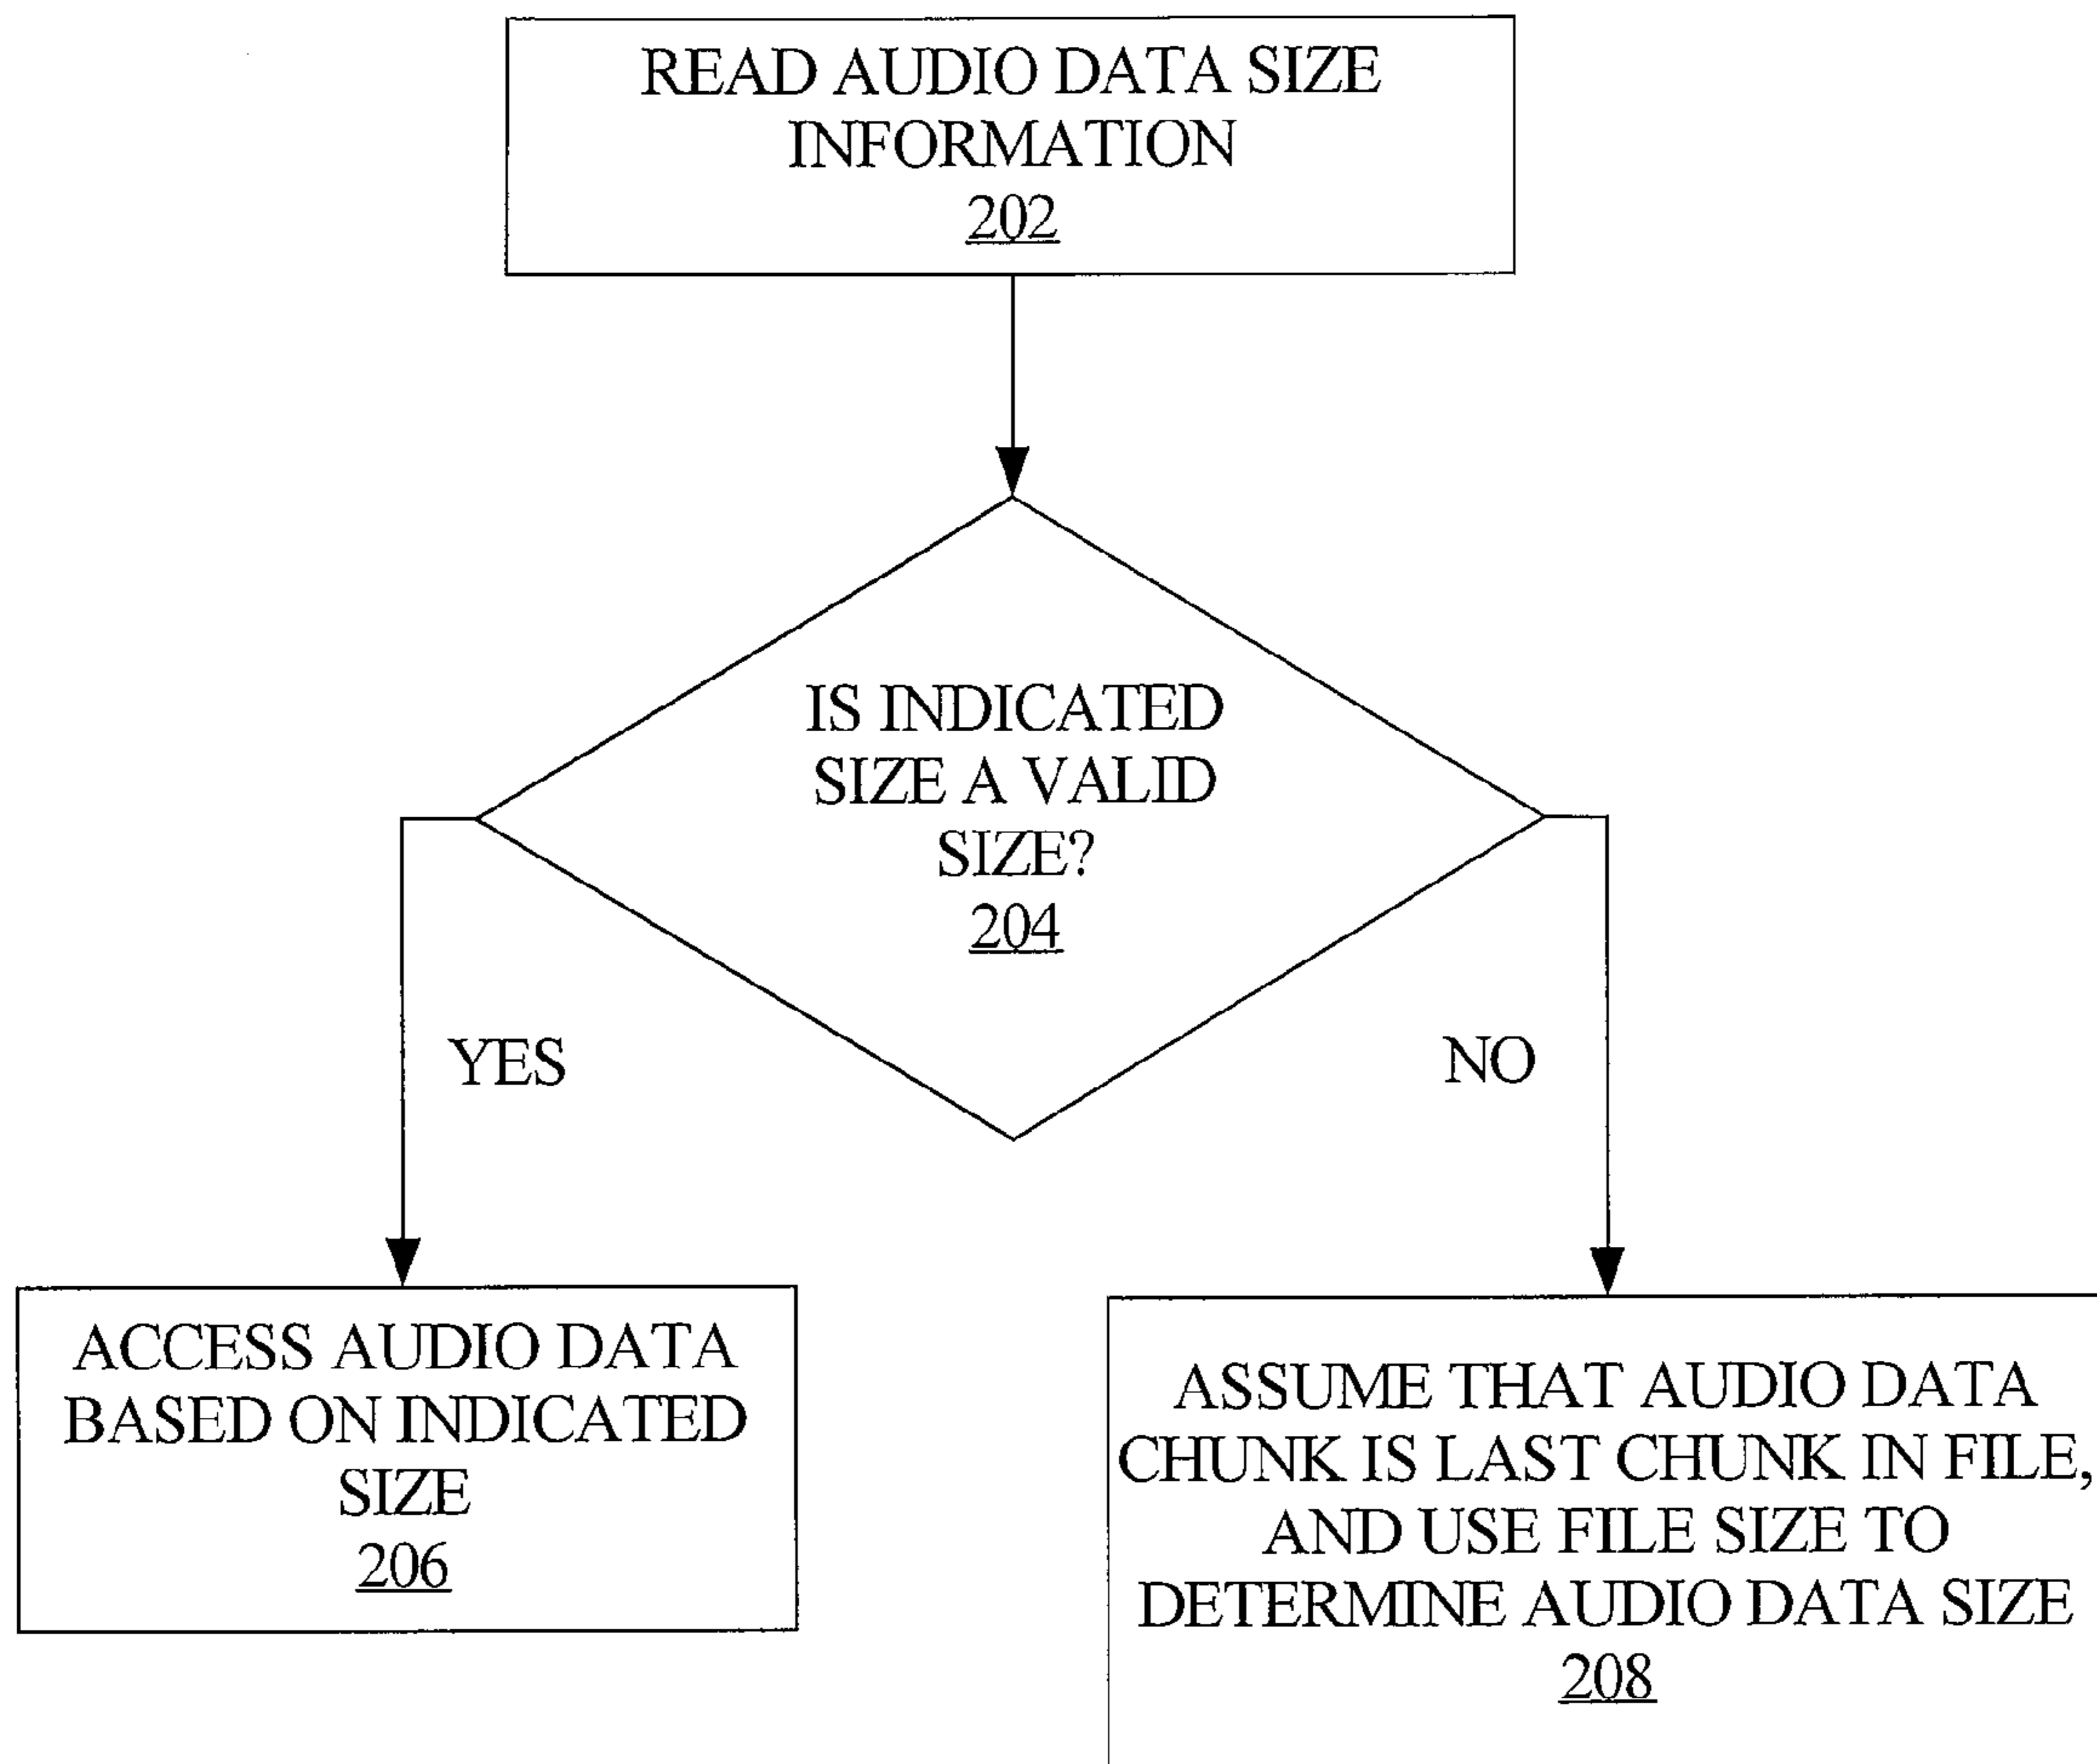 READ AUDIO DATA SIZE
INFORMATION
202
IS INDICATED
SIZE A VALID
SIZE?
204
YES
NO
ACCESS AUDIO DATA
BASED ON INDICATED
SIZE
206
ASSUME THAT AUDIO DATA
CHUNK IS LAST CHUNK IN FILE,
AND USE FILE SIZE TO
DETERMINE AUDIO DATA SIZE
208